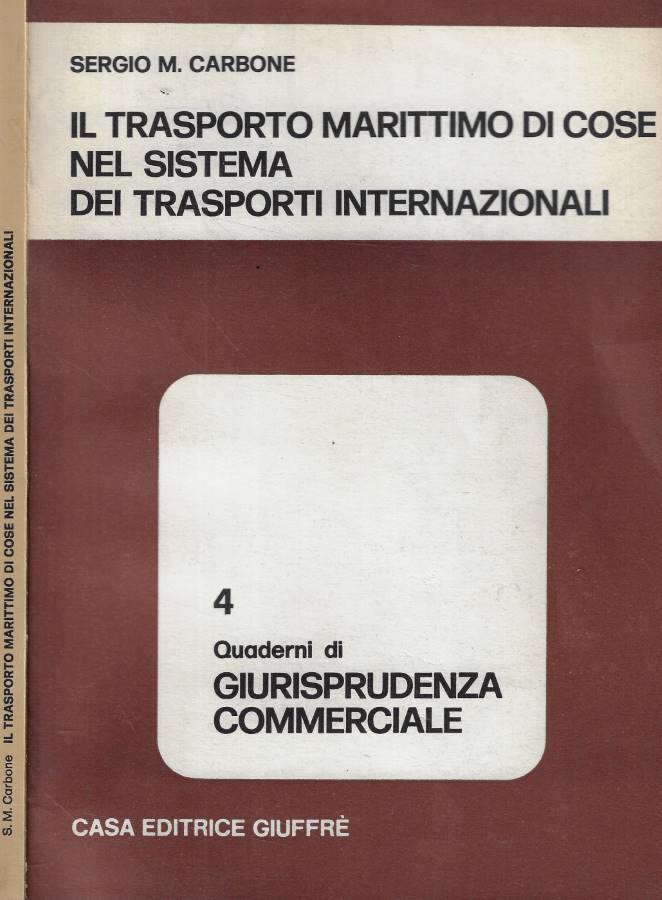 SERGIO M. CARBONE
IL TRASPORTO MARITTIMO DI COSE
NEL SISTEMA
DEI TRASPORTI INTERNAZIONALI
4
Quaderni di
GIURISPRUDENZA
COMMERCIALE
CASA EDITRICE GIUFFRÈ
S. M. Carbone IL TRASPORTO MARITTIMO DI COSE NEL SISTEMA DEI TRASPORTI INTERNAZIONALI